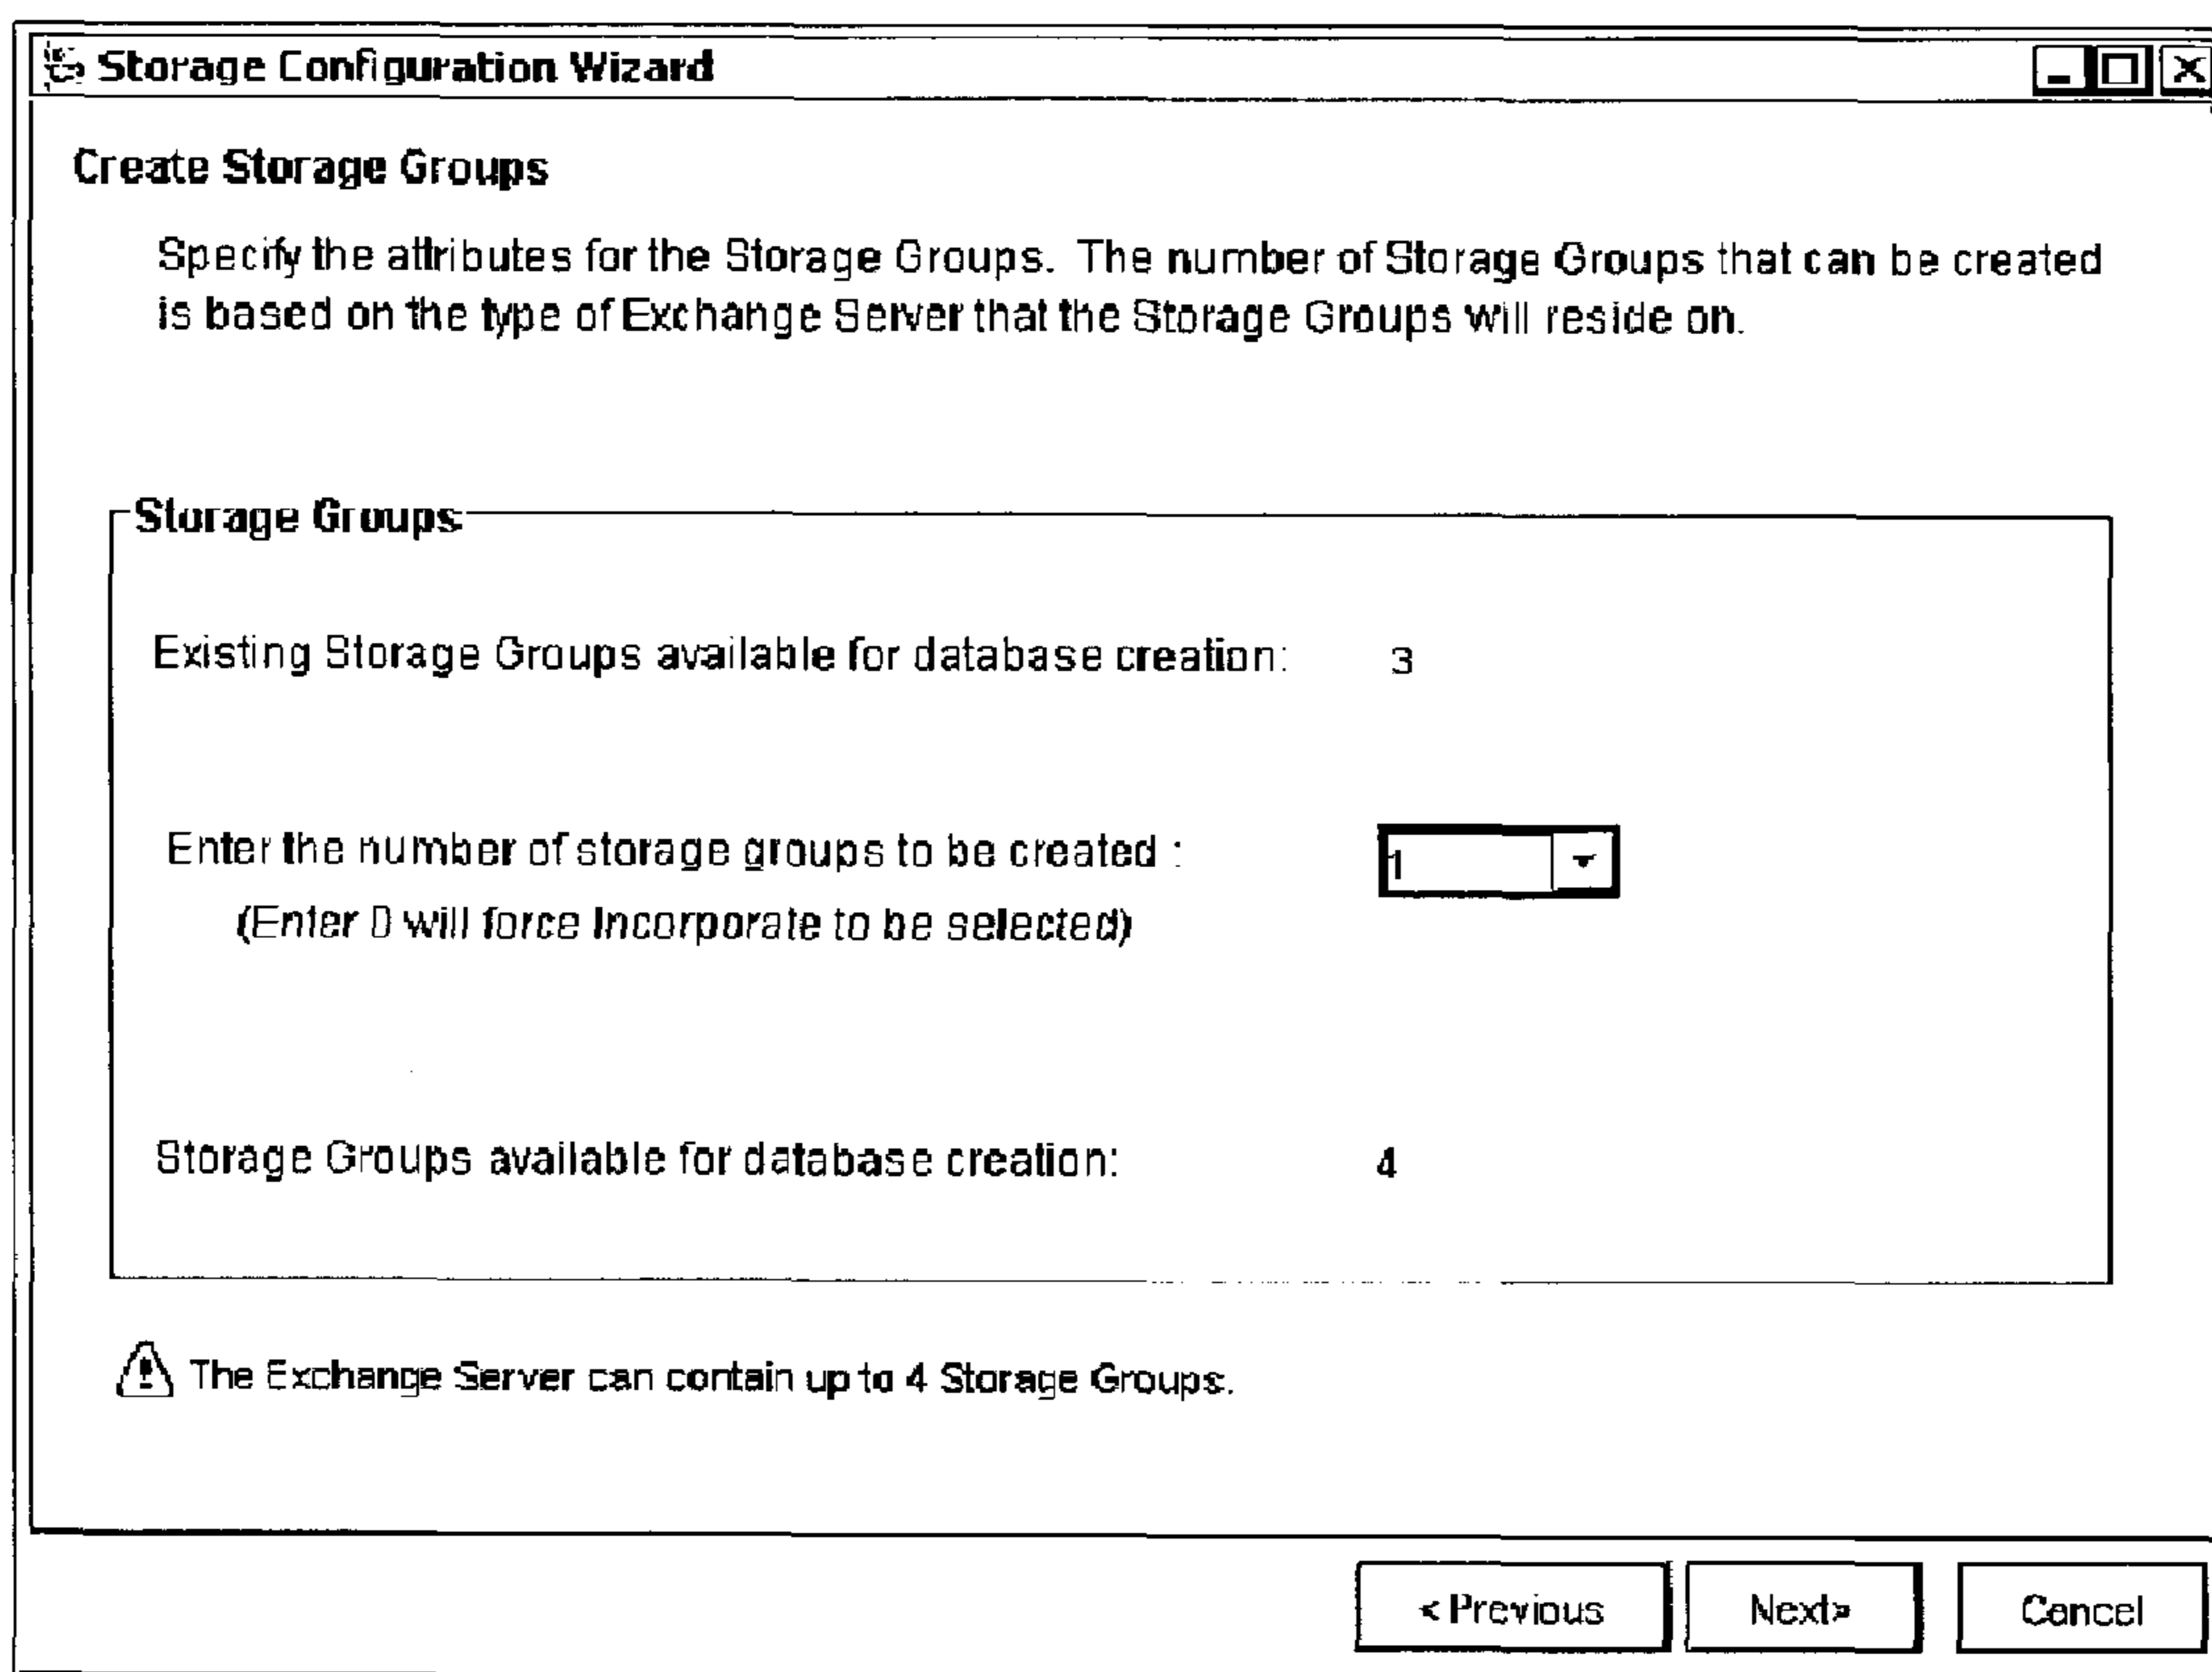 Storage Configuration Wizard
Create Storage Groups
Specify the attributes for the Storage Groups. The number of Storage Groups that can be created
is based on the type of Exchange Server that the Storage Groups will reside on.
Storage Groups
Existing Storage Groups available for database creation: 3
Enter the number of storage groups to be created : 1
(Enter 0 will force Incorporate to be selected)
Storage Groups available for database creation: 4
The Exchange Server can contain up to 4 Storage Groups.
<Previous Next> Cancel